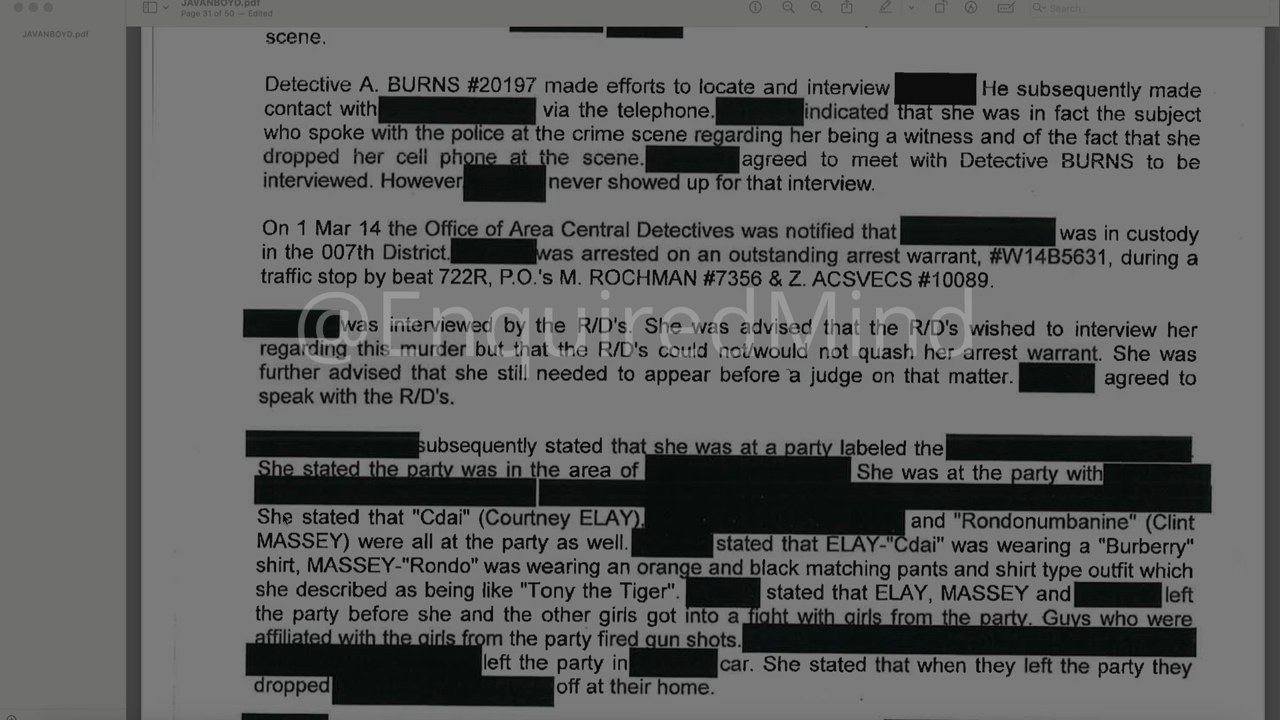 JAVANBOYD.pdf
Page 31 of 50 — Edited
Search
JAVANBOYD.pdf
scene.
Detective A. BURNS #20197 made efforts to locate and interview He subsequently made
contact with via the telephone. indicated that she was in fact the subject
who spoke with the police at the crime scene regarding her being a witness and of the fact that she
dropped her cell phone at the scene. agreed to meet with Detective BURNS to be
interviewed. However never showed up for that interview.
On 1 Mar 14 the Office of Area Central Detectives was notified that was in custody
in the 007th District. was arrested on an outstanding arrest warrant, #W14B5631, during a
traffic stop by beat 722R, P.O.'s M. ROCHMAN #7356 & Z. ACSVECS #10089.
@EnquiredMind
was interviewed by the R/D's. She was advised that the R/D's wished to interview her
regarding this murder but that the R/D's could not/would not quash her arrest warrant. She was
further advised that she still needed to appear before a judge on that matter. agreed to
speak with the R/D's.
subsequently stated that she was at a party labeled the
She stated the party was in the area of She was at the party with
She stated that "Cdai" (Courtney ELAY), and "Rondonumbanine" (Clint
MASSEY) were all at the party as well. stated that ELAY-"Cdai" was wearing a "Burberry"
shirt, MASSEY-"Rondo" was wearing an orange and black matching pants and shirt type outfit which
she described as being like "Tony the Tiger". stated that ELAY, MASSEY and left
the party before she and the other girls got into a fight with girls from the party. Guys who were
affiliated with the girls from the party fired gun shots.
left the party in car. She stated that when they left the party they
dropped off at their home.